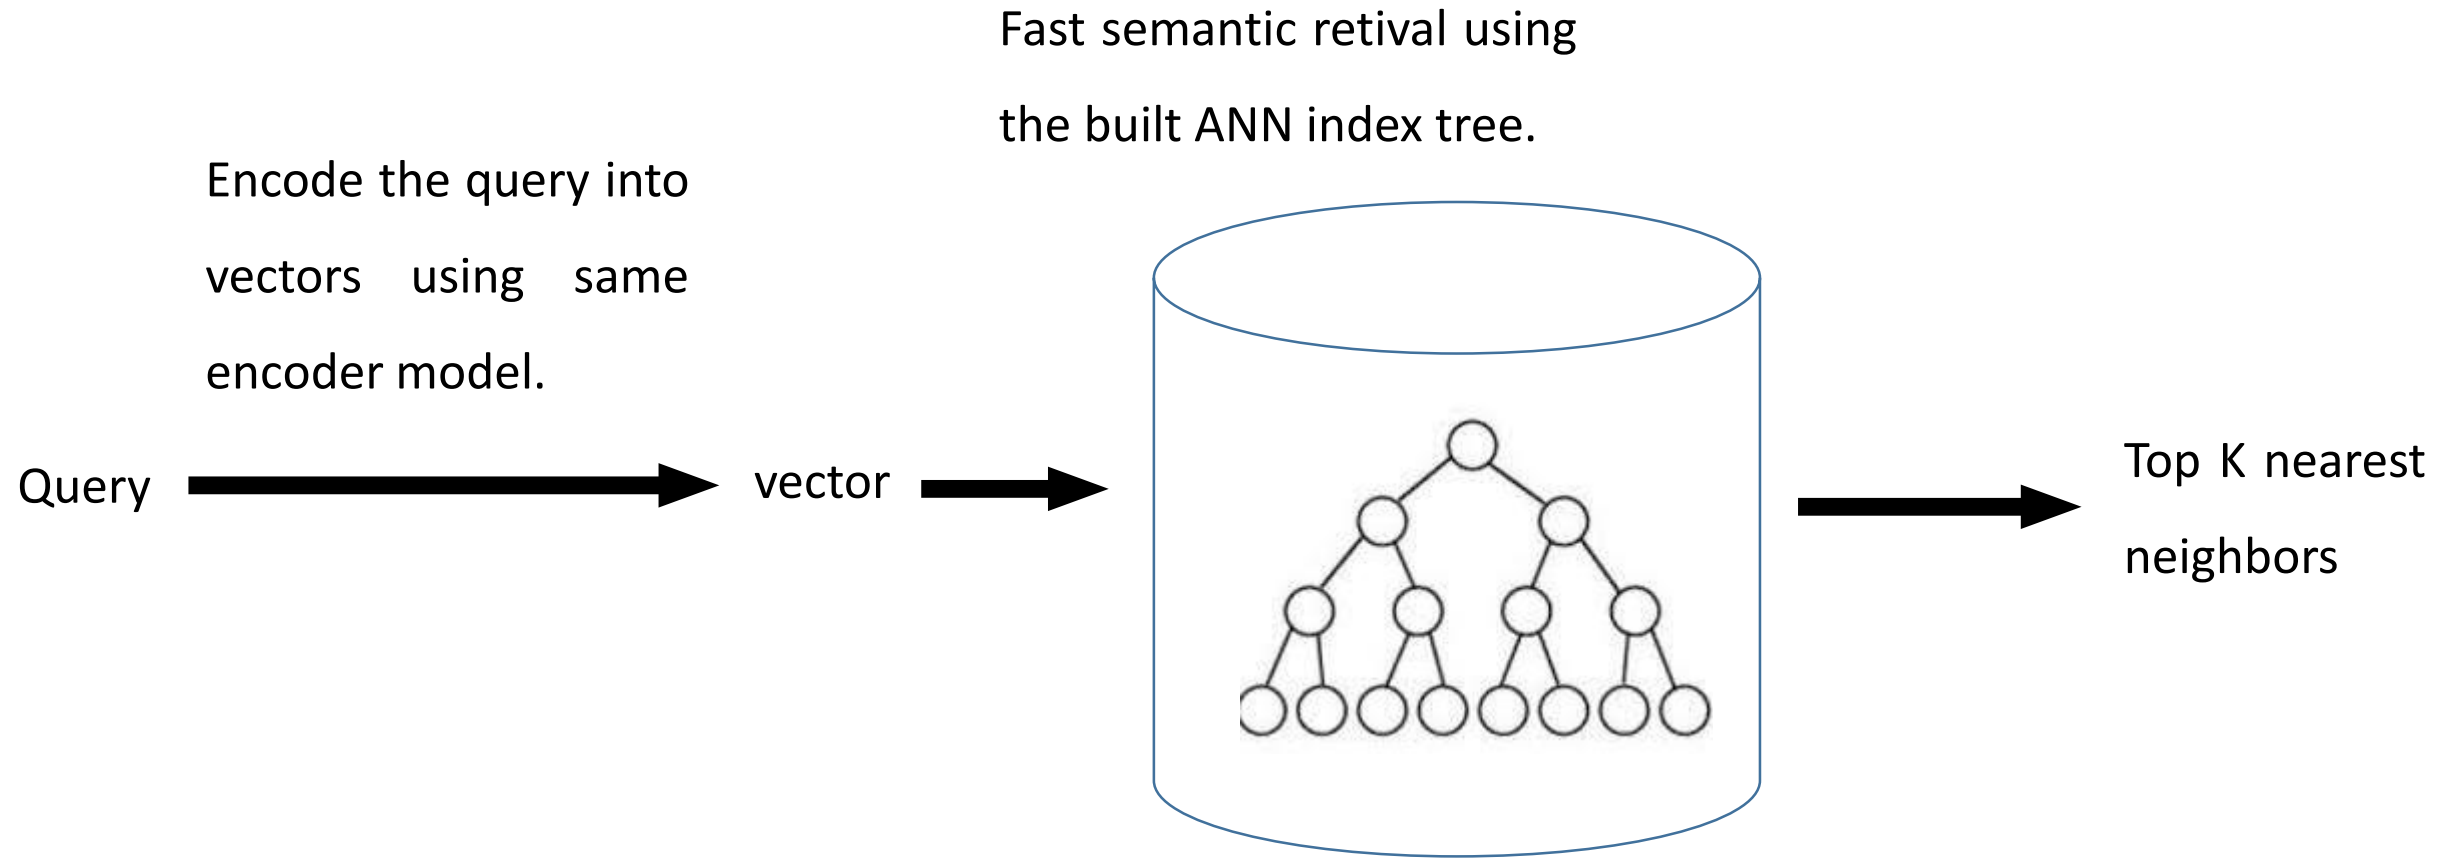 Fast semantic retival using
the built ANN index tree.
Encode the query into
vectors using same
encoder model.
Query
vector
Top K nearest
neighbors